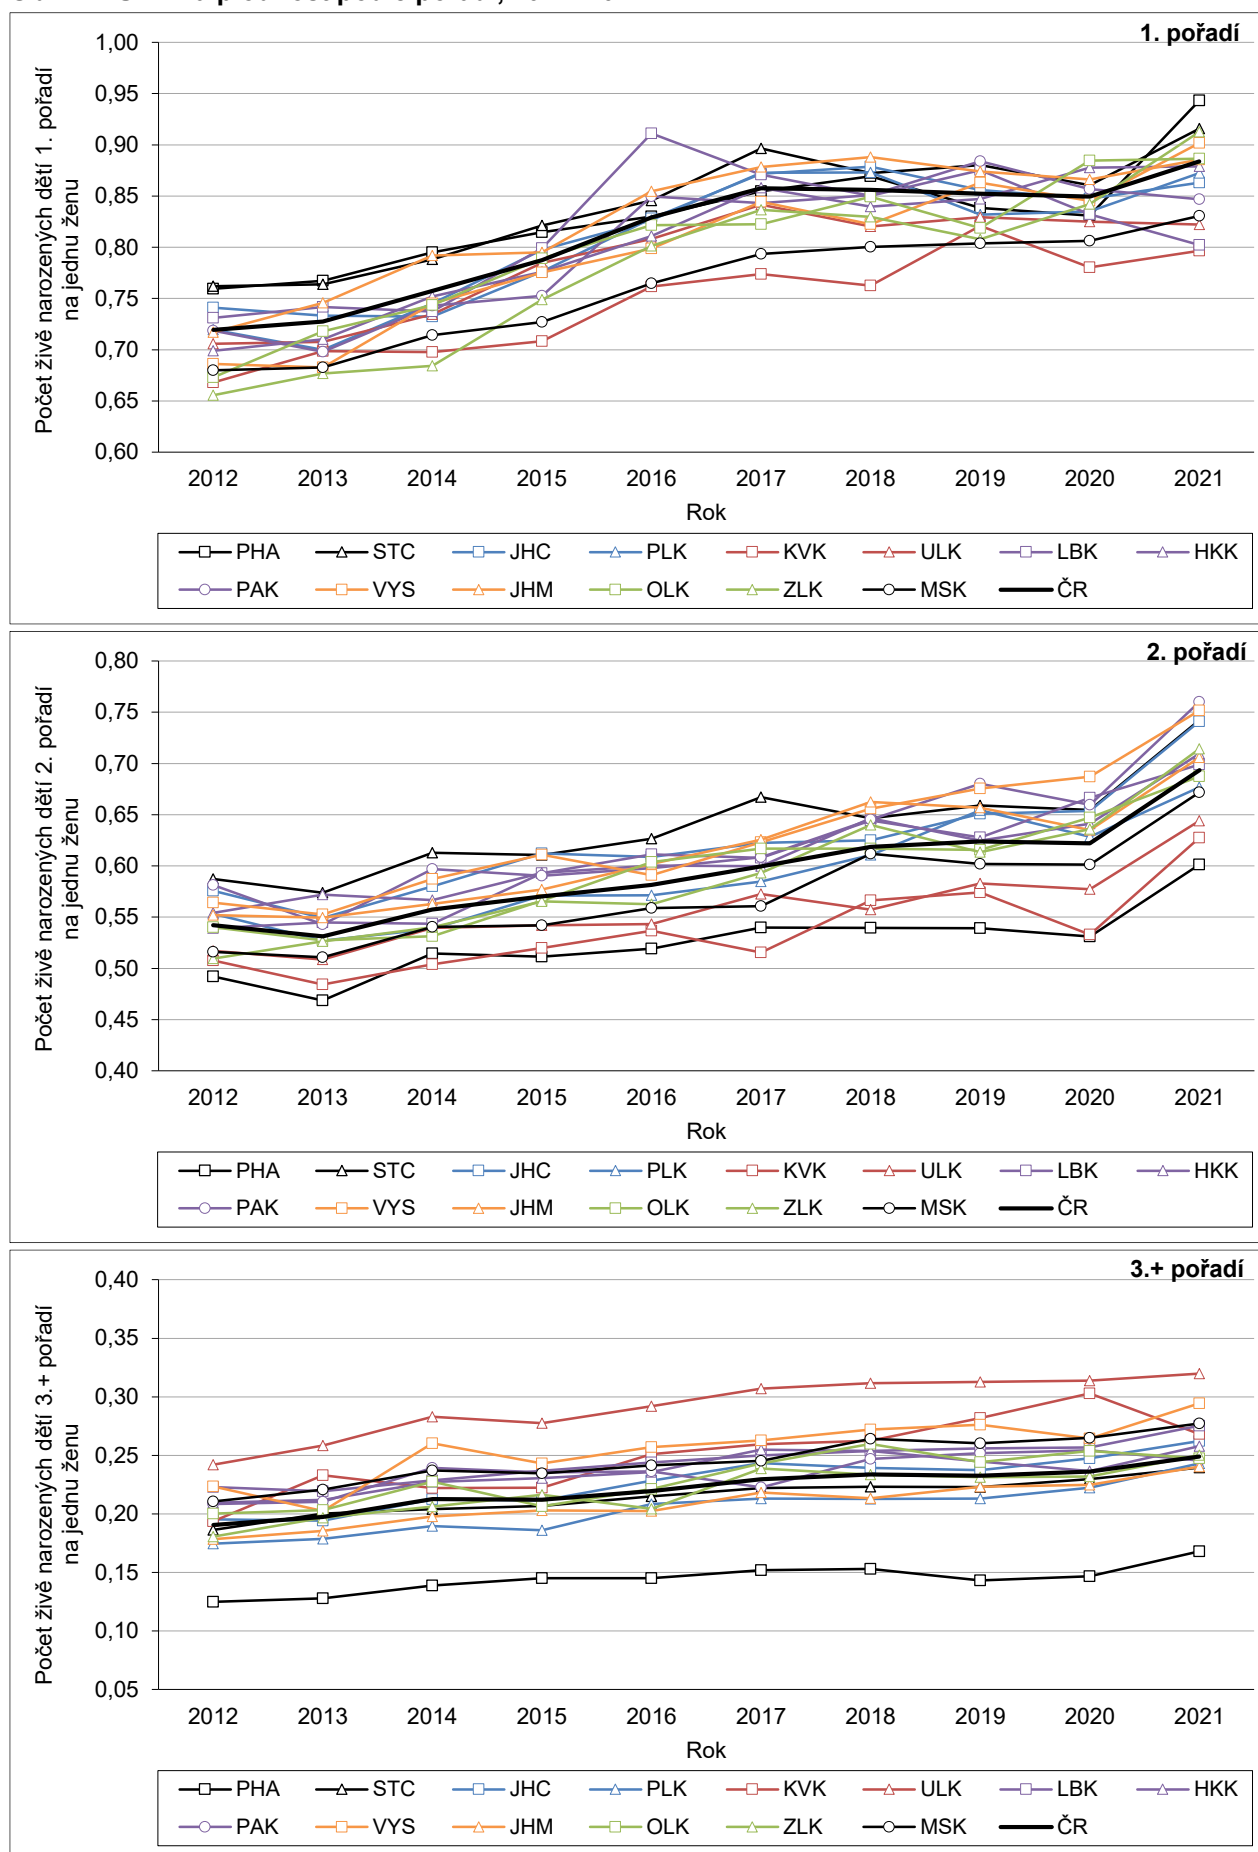 1. pořadí
Počet živě narozených dětí 1. pořadí
na jednu ženu
1,00
0,95
0,90
0,85
0,80
0,75
0,70
0,65
0,60
2012 2013 2014 2015 2016 2017 2018 2019 2020 2021
Rok
PHA STC JHC PLK KVK ULK LBK HKK
PAK VYS JHM OLK ZLK MSK ČR
2. pořadí
Počet živě narozených dětí 2. pořadí
na jednu ženu
0,80
0,75
0,70
0,65
0,60
0,55
0,50
0,45
0,40
2012 2013 2014 2015 2016 2017 2018 2019 2020 2021
Rok
PHA STC JHC PLK KVK ULK LBK HKK
PAK VYS JHM OLK ZLK MSK ČR
3.+ pořadí
Počet živě narozených dětí 3.+ pořadí
na jednu ženu
0,40
0,35
0,30
0,25
0,20
0,15
0,10
0,05
2012 2013 2014 2015 2016 2017 2018 2019 2020 2021
Rok
PHA STC JHC PLK KVK ULK LBK HKK
PAK VYS JHM OLK ZLK MSK ČR